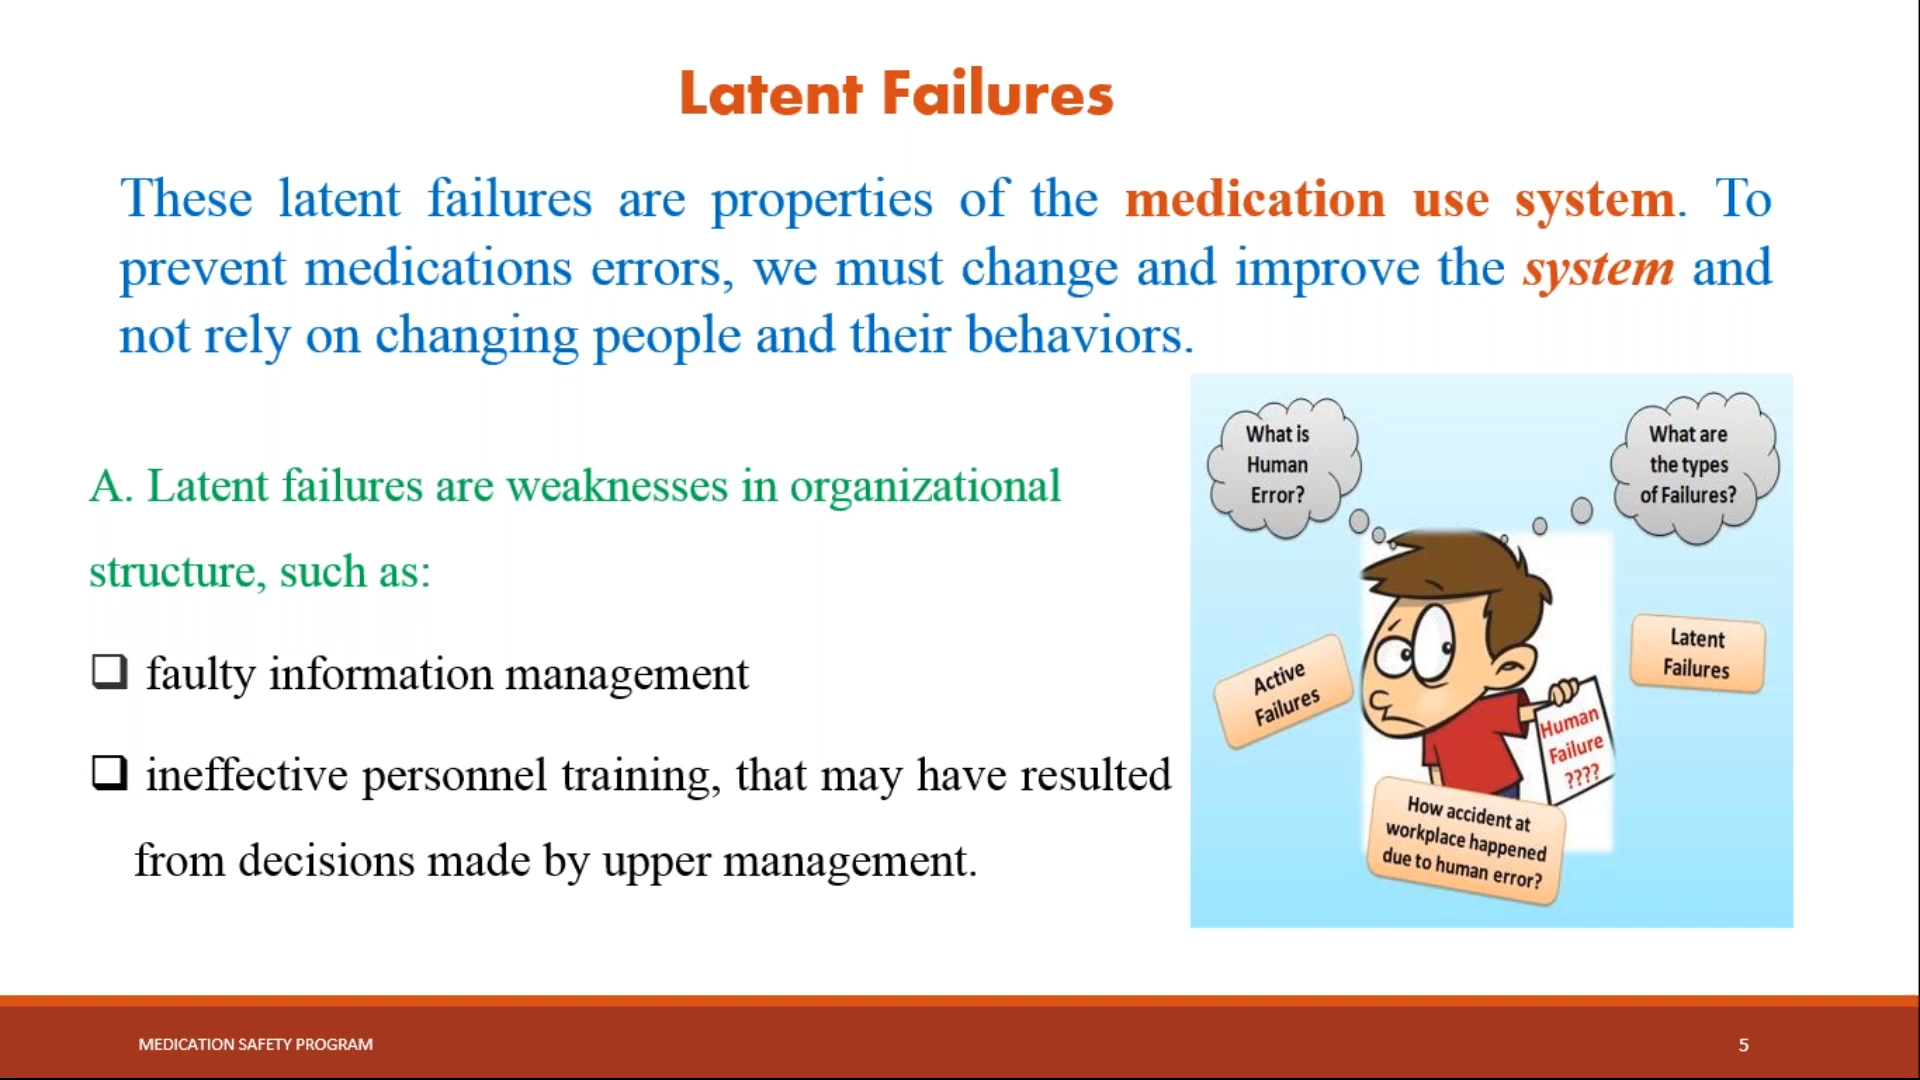 Latent Failures
These latent failures are properties of the medication use system. To
prevent medications errors, we must change and improve the system and
not rely on changing people and their behaviors.
A. Latent failures are weaknesses in organizational
structure, such as:
❑ faulty information management
❑ ineffective personnel training, that may have resulted
from decisions made by upper management.
What is
Human
Error?
What are
the types
of Failures?
Active
Failures
Latent
Failures
Human
Failure
????
How accident at
workplace happened
due to human error?
MEDICATION SAFETY PROGRAM
5